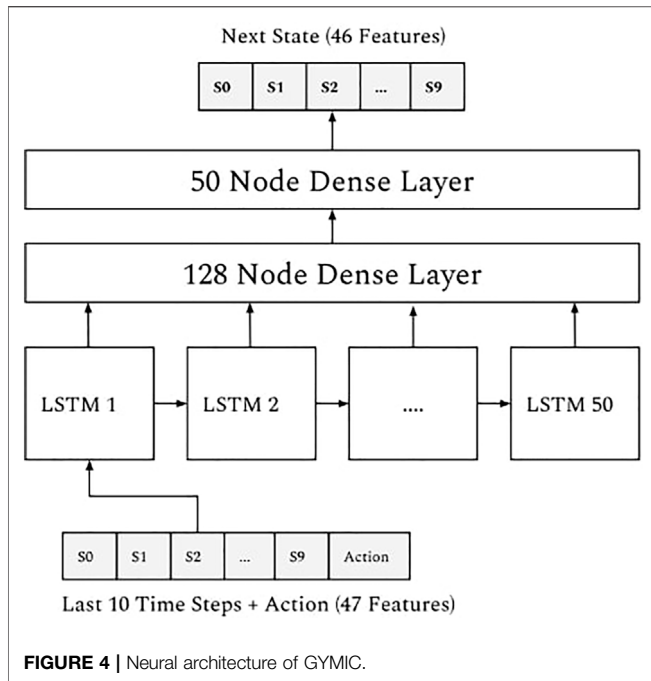 Next State (46 Features)
S0 S1 S2 ... S9
50 Node Dense Layer
128 Node Dense Layer
LSTM 1 LSTM 2 .... LSTM 50
S0 S1 S2 ... S9 Action
Last 10 Time Steps + Action (47 Features)
FIGURE 4 | Neural architecture of GYMIC.